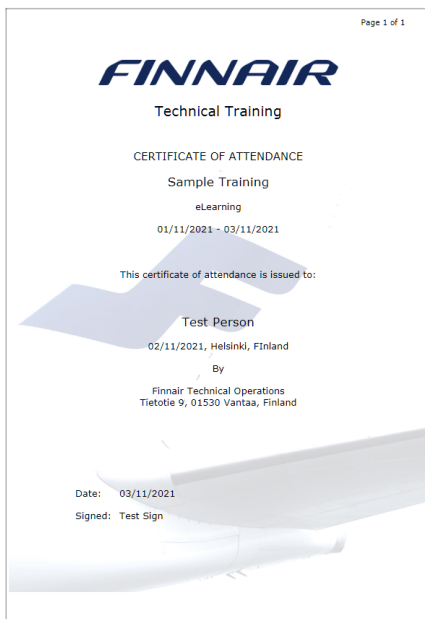 Page 1 of 1
FINNAIR
Technical Training
CERTIFICATE OF ATTENDANCE
Sample Training
eLearning
01/11/2021 - 03/11/2021
This certificate of attendance is issued to:
Test Person
02/11/2021, Helsinki, FInland
By
Finnair Technical Operations
Tietotie 9, 01530 Vantaa, Finland
Date: 03/11/2021
Signed: Test Sign